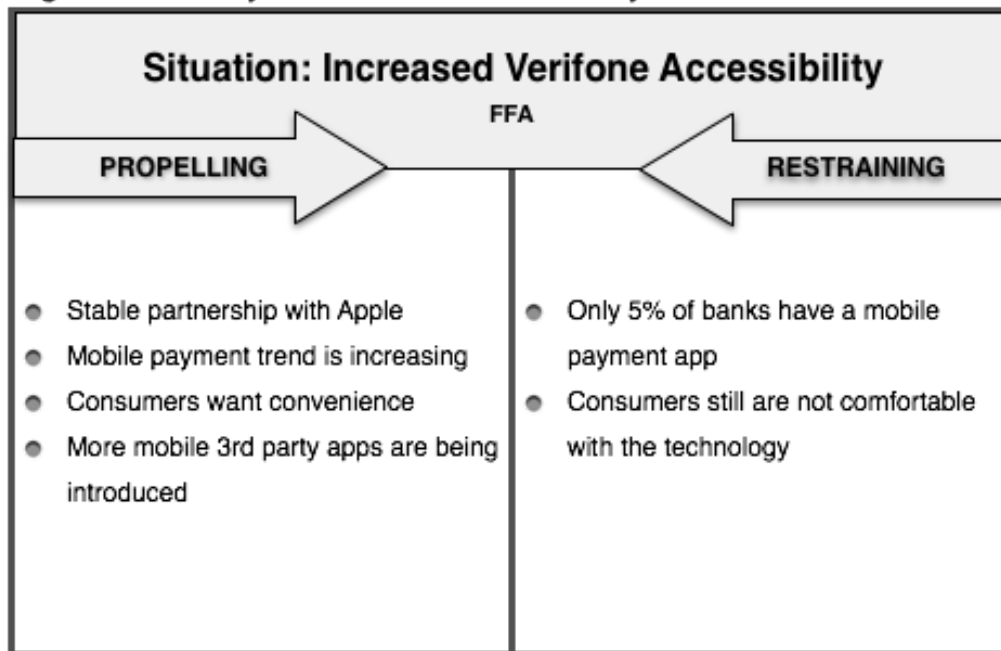 Situation: Increased Verifone Accessibility
FFA
PROPELLING
RESTRAINING
Stable partnership with Apple
Mobile payment trend is increasing
Consumers want convenience
More mobile 3rd party apps are being
introduced
Only 5% of banks have a mobile
payment app
Consumers still are not comfortable
with the technology